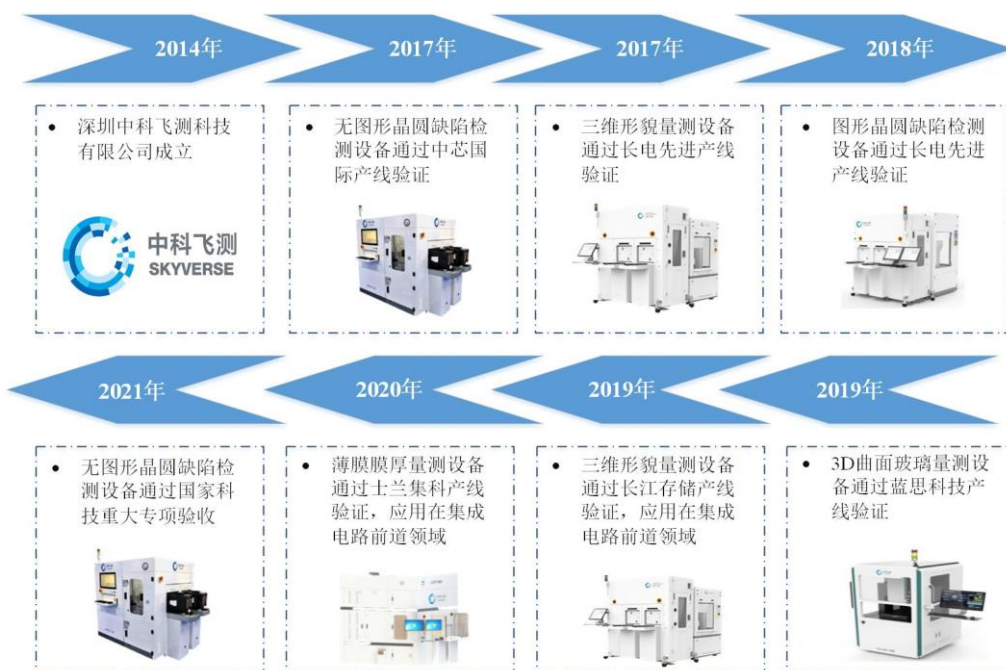 2014年
2017年
2017年
2018年
• 深圳中科飞测科技
有限公司成立
中科飞测
SKYVERSE
• 无图形晶圆缺陷检
测设备通过中芯国
际产线验证
• 三维形貌量测设备
通过长电先进产线
验证
• 图形晶圆缺陷检测
设备通过长电先进
产线验证
2021年
2020年
2019年
2019年
• 无图形晶圆缺陷检
测设备通过国家科
技重大专项验收
• 薄膜膜厚量测设备
通过士兰集科产线
验证，应用在集成
电路前道领域
• 三维形貌量测设备
通过长江存储产线
验证，应用在集成
电路前道领域
• 3D曲面玻璃量测设
备通过蓝思科技产
线验证